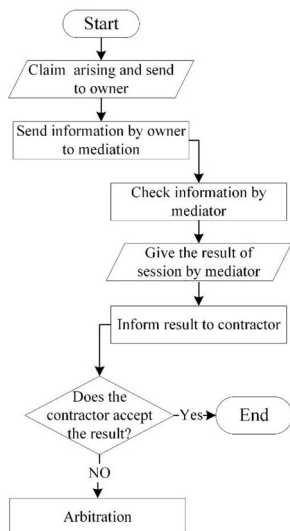 Start
Claim arising and send
to owner
Send information by owner
to mediation
Check information by
mediator
Give the result of
session by mediator
Inform result to contractor
Does the
contractor accept
the result?
Yes
End
NO
Arbitration